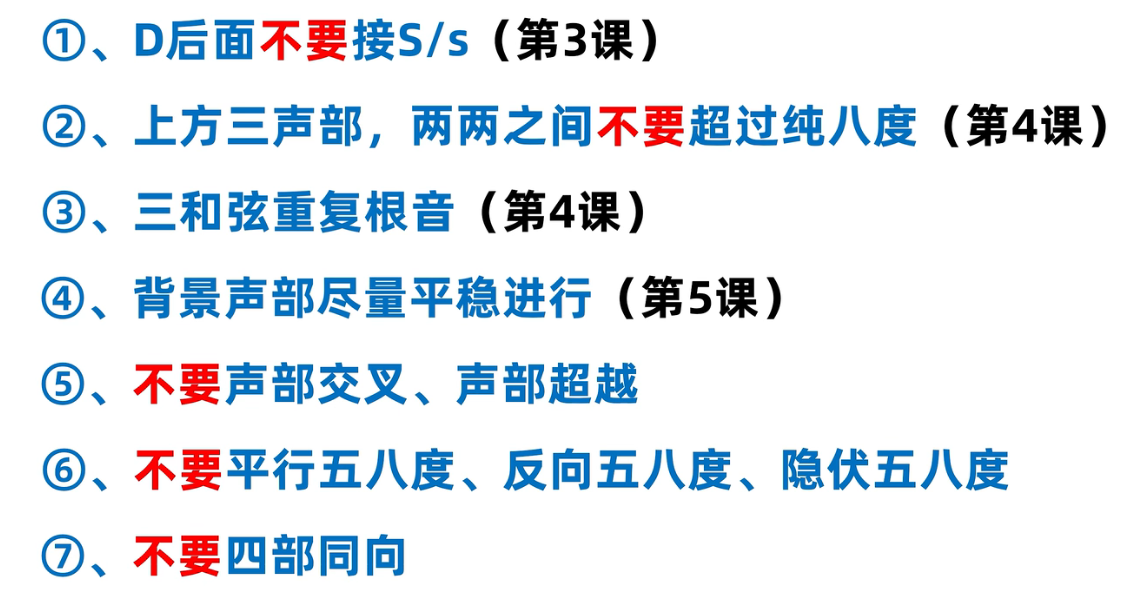 ①、D后面不要接S/s（第3课）
②、上方三声部，两两之间不要超过纯八度（第4课）
③、三和弦重复根音（第4课）
④、背景声部尽量平稳进行（第5课）
⑤、不要声部交叉、声部超越
⑥、不要平行五八度、反向五八度、隐伏五八度
⑦、不要四部同向